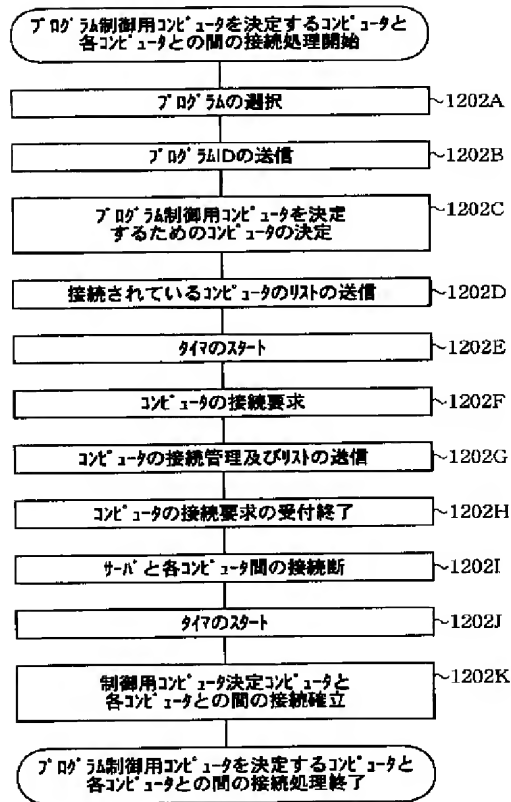 プログラム制御用コンピュータを決定するコンピュータと
各コンピュータとの間の接続処理開始
プログラムの選択
~1202A
プログラムIDの送信
~1202B
プログラム制御用コンピュータを決定
するためのコンピュータの決定
~1202C
接続されているコンピュータのリストの送信
~1202D
タイマのスタート
~1202E
コンピュータの接続要求
~1202F
コンピュータの接続管理及びリストの送信
~1202G
コンピュータの接続要求の受付終了
~1202H
サーバと各コンピュータ間の接続断
~1202I
タイマのスタート
~1202J
制御用コンピュータ決定コンピュータと
各コンピュータとの間の接続確立
~1202K
プログラム制御用コンピュータを決定するコンピュータと
各コンピュータとの間の接続処理終了